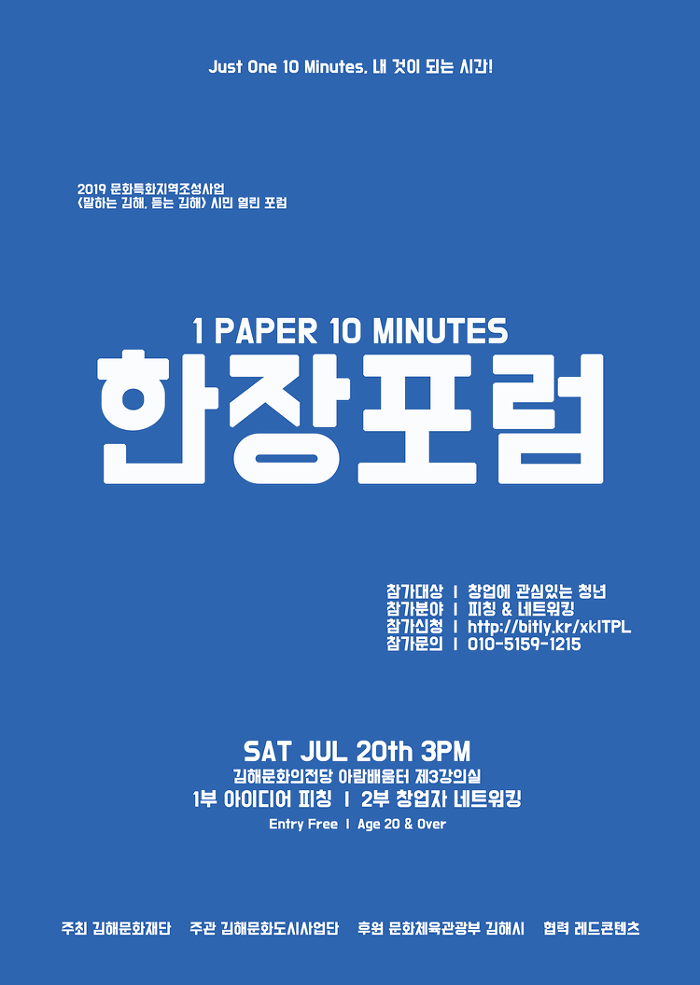 Just One 10 Minutes, 내 것이 되는 시간!
2019 문화특화지역조성사업
<말하는 김해, 듣는 김해> 시민 열린 포럼
1 PAPER 10 MINUTES
한장포럼
참가대상 | 창업에 관심있는 청년
참가분야 | 피칭 & 네트워킹
참가신청 | http://bitly.kr/xklTPL
참가문의 | 010-5159-1215
SAT JUL 20th 3PM
김해문화의전당 아람배움터 제3강의실
1부 아이디어 피칭 | 2부 창업자 네트워킹
Entry Free | Age 20 & Over
주최 김해문화재단 주관 김해문화도시사업단 후원 문화체육관광부 김해시 협력 레드콘텐츠